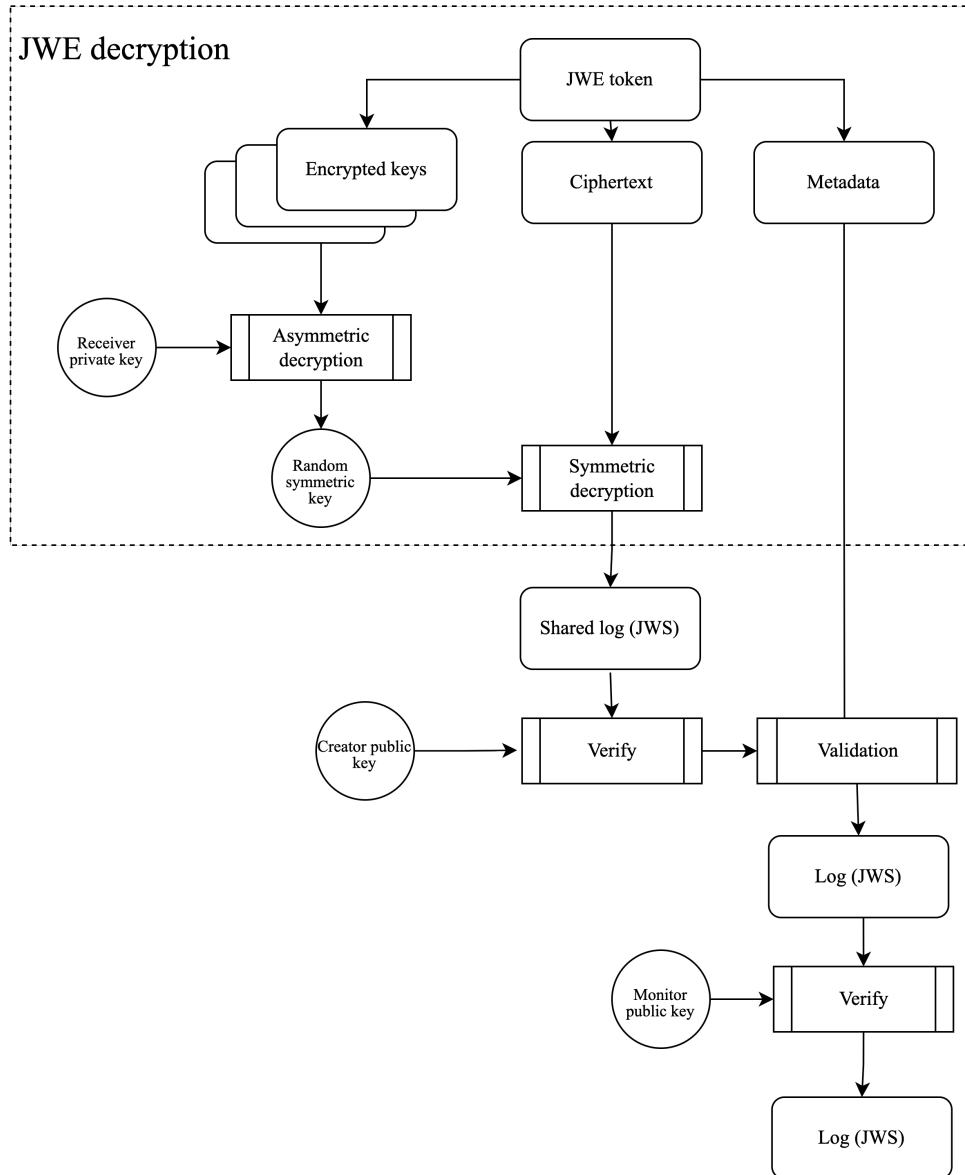 JWE decryption
JWE token
Encrypted keys
Ciphertext
Metadata
Receiver
private key
Asymmetric
decryption
Random
symmetric
key
Symmetric
decryption
Shared log (JWS)
Creator public
key
Verify
Validation
Log (JWS)
Monitor
public key
Verify
Log (JWS)